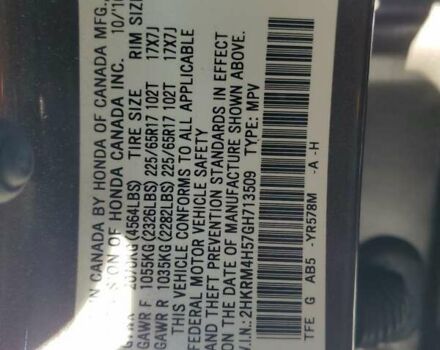 IN CANADA BY HONDA OF CANADA MFG.,
SION OF HONDA CANADA INC. 10/'1
TIRE SIZE RIM SIZE
(4564LBS)
GAWR F 1055KG(2326LBS) 225/65R17 102T 17X7J
GAWR R 1035KG(2282LBS) 225/65R17 102T 17X7J
THIS VEHICLE CONFORMS TO ALL APPLICABLE
FEDERAL MOTOR VEHICLE SAFETY
AND THEFT PREVENTION STANDARDS IN EFFECT
ON THE DATE OF MANUFACTURE SHOWN ABOVE.
V.I.N.: 2HKRM4H57GH713509 TYPE: MPV
TFE G AB5 -YR578M -A -H